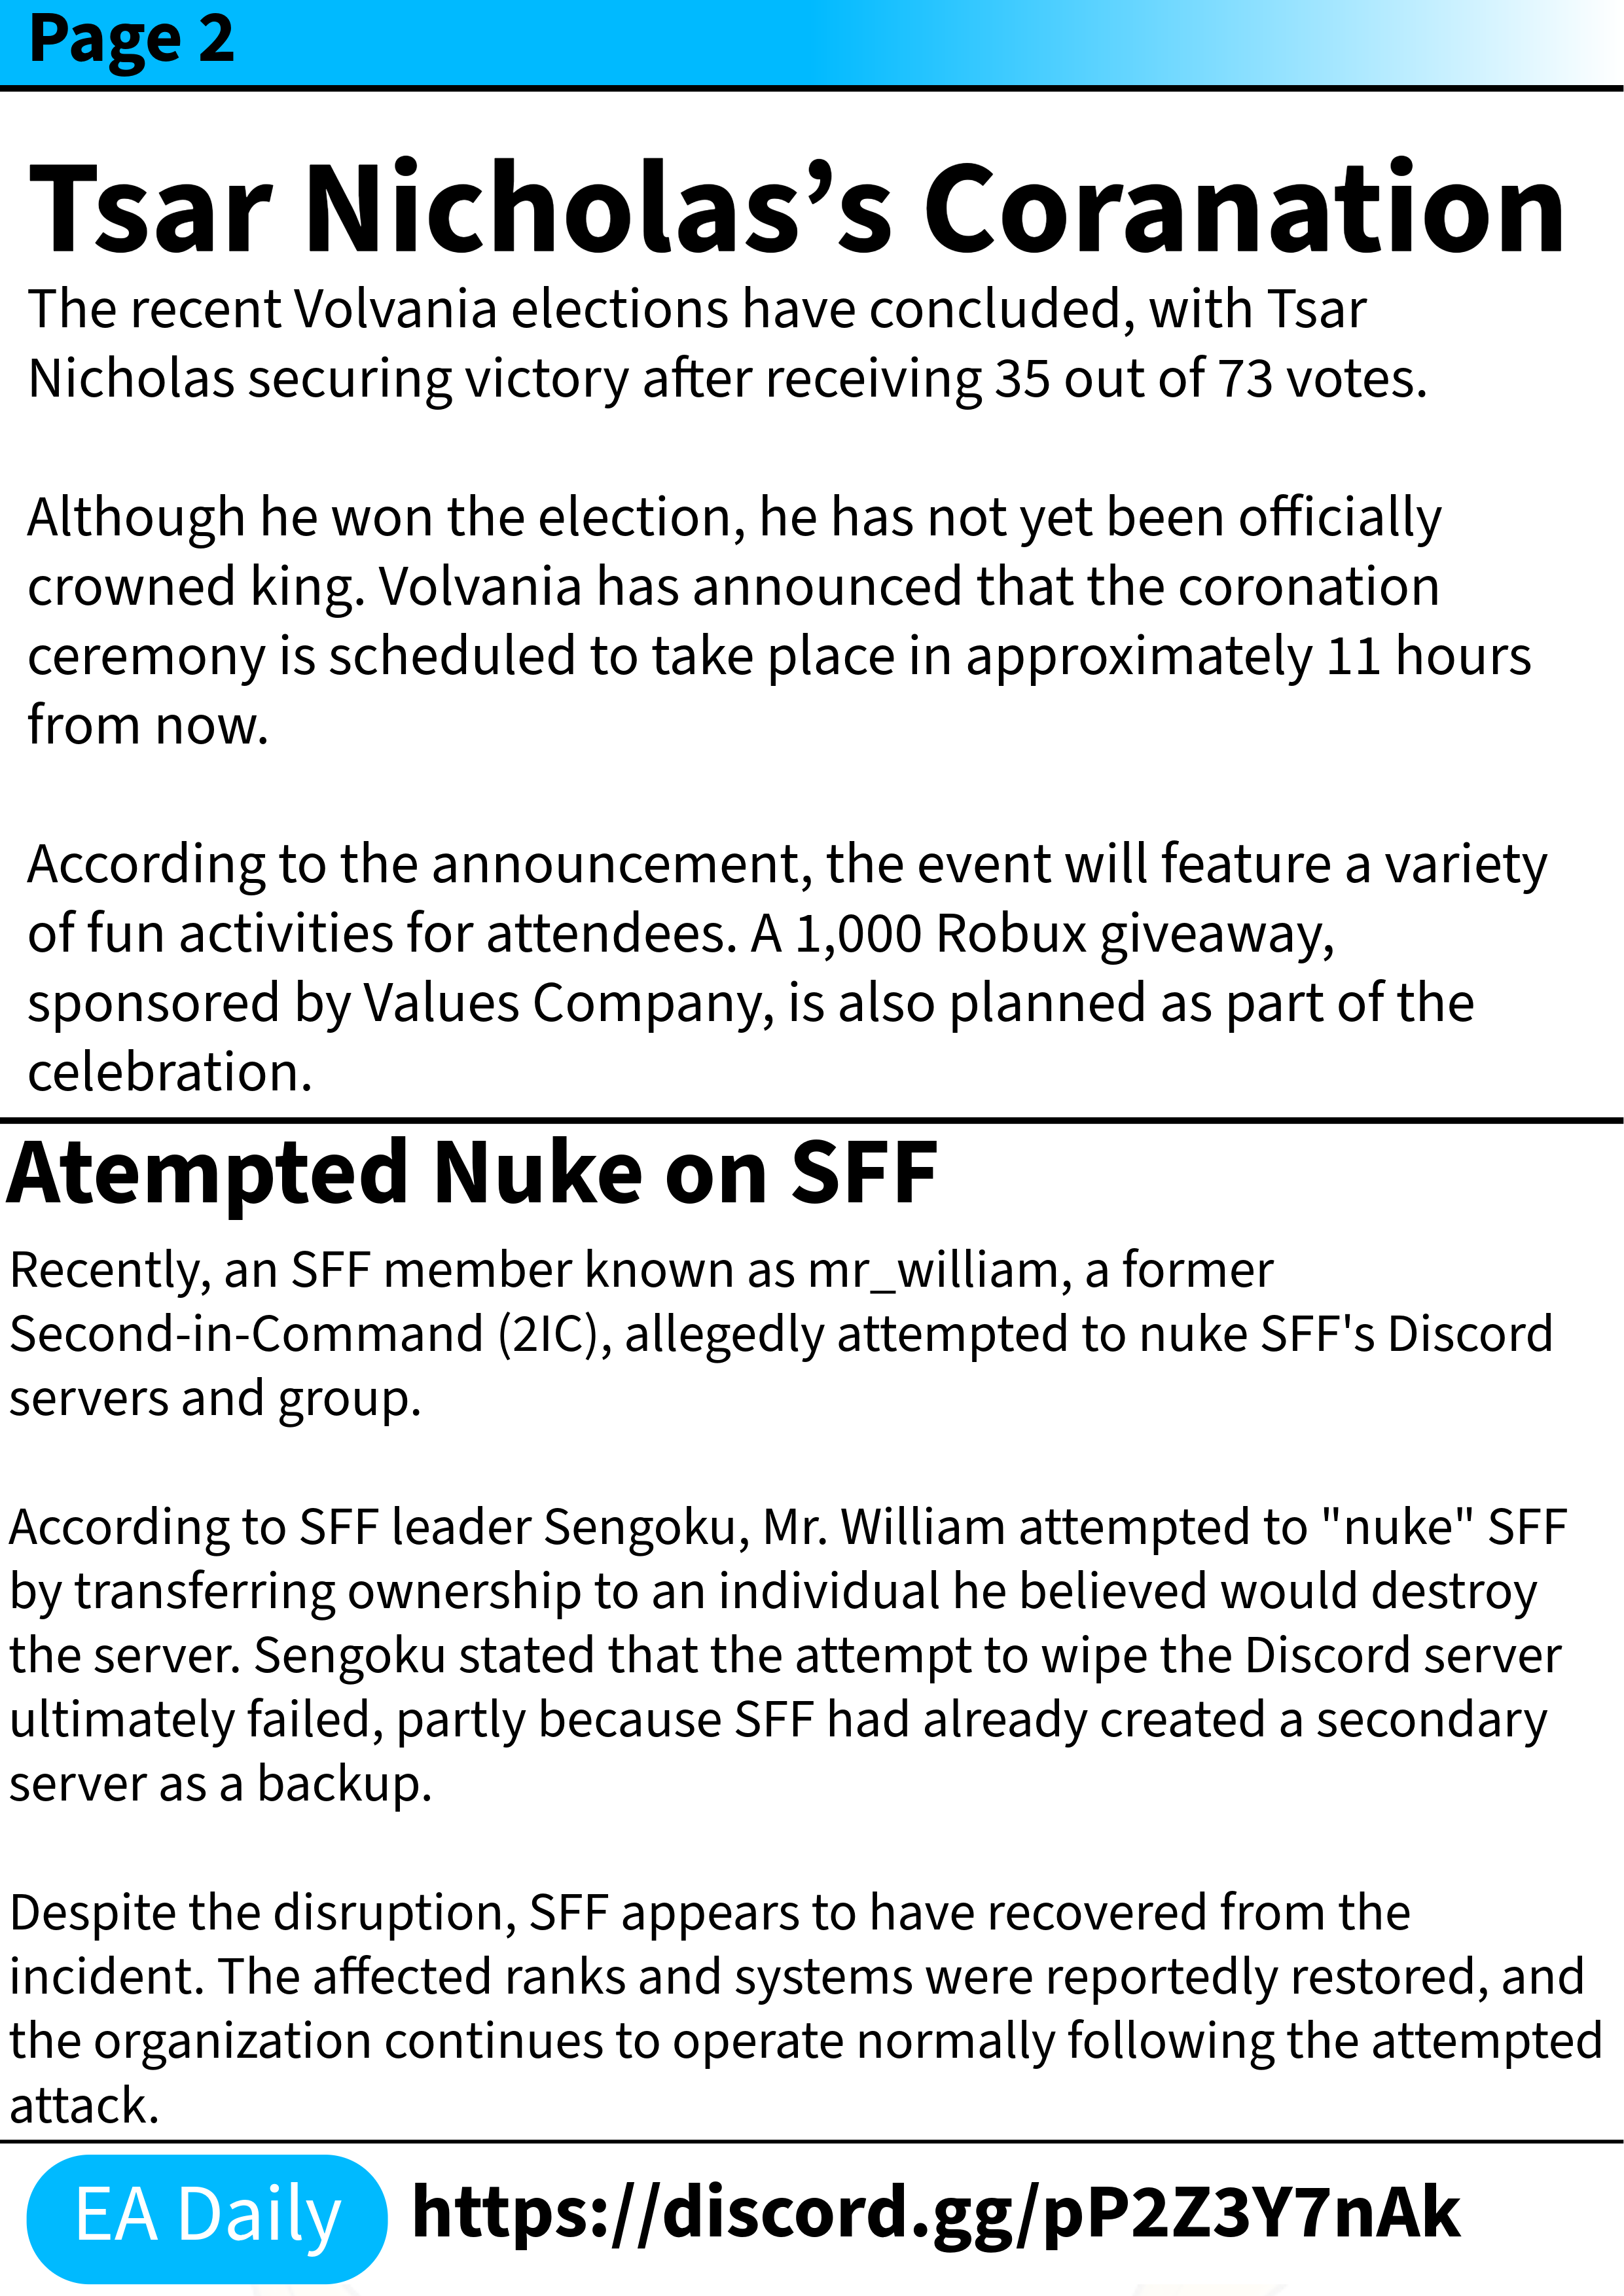 Page 2
Tsar Nicholas’s Coranation
The recent Volvania elections have concluded, with Tsar
Nicholas securing victory after receiving 35 out of 73 votes.
Although he won the election, he has not yet been officially
crowned king. Volvania has announced that the coronation
ceremony is scheduled to take place in approximately 11 hours
from now.
According to the announcement, the event will feature a variety
of fun activities for attendees. A 1,000 Robux giveaway,
sponsored by Values Company, is also planned as part of the
celebration.
Atempted Nuke on SFF
Recently, an SFF member known as mr_william, a former
Second-in-Command (2IC), allegedly attempted to nuke SFF's Discord
servers and group.
According to SFF leader Sengoku, Mr. William attempted to "nuke" SFF
by transferring ownership to an individual he believed would destroy
the server. Sengoku stated that the attempt to wipe the Discord server
ultimately failed, partly because SFF had already created a secondary
server as a backup.
Despite the disruption, SFF appears to have recovered from the
incident. The affected ranks and systems were reportedly restored, and
the organization continues to operate normally following the attempted
attack.
EA Daily https://discord.gg/pP2Z3Y7nAk